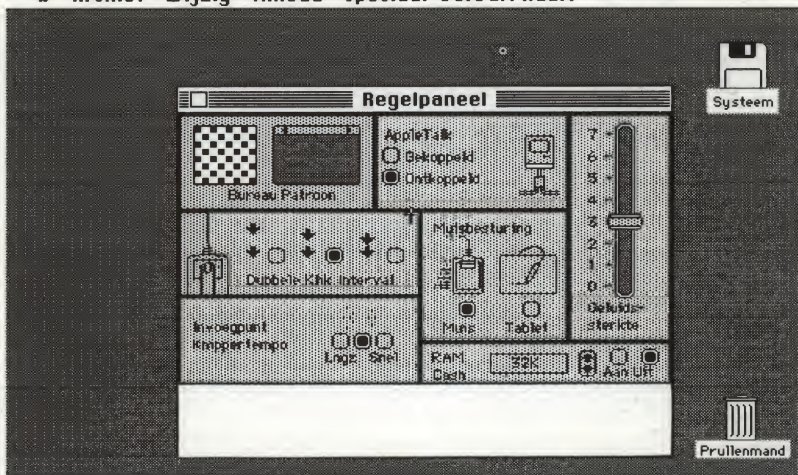 Systeem
Regelpaneel
AppleTalk
Gekoppeld
Ontkoppeld
Bureau Patroon
7
6
5
4
3
2
1
0
Geluids-
sterkte
Dubbele Klik Interval
Muisbesturing
Muis Tablet
Invoegpunt
Knippertempo
Lngz Snel
RAM
Cash
32K
Aan Uit
Prullenmand